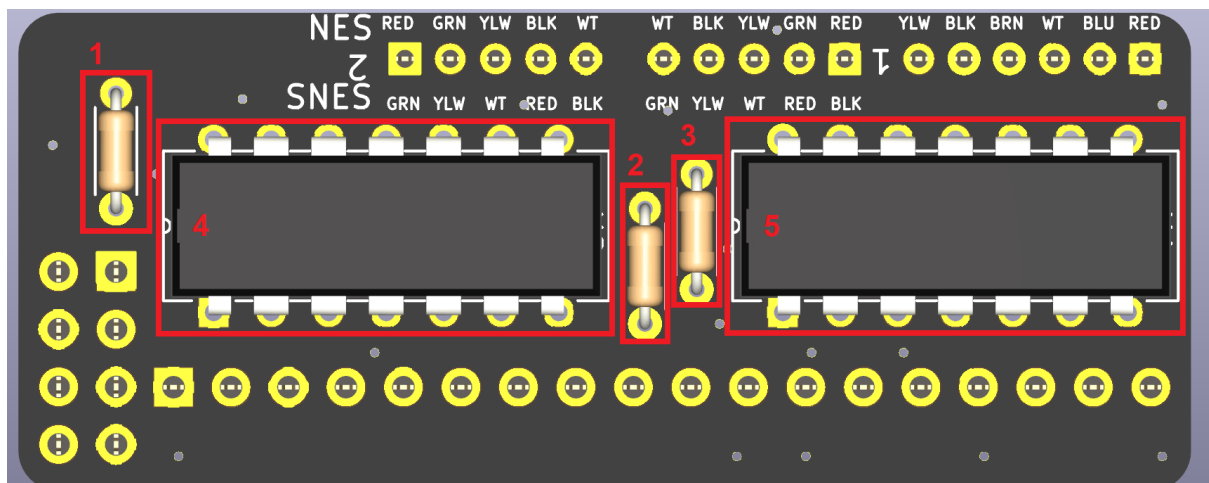 NES RED GRN YLW BLK WT WT BLK YLW GRN RED YLW BLK BRN WT BLU RED
1 2 1
SNES GRN YLW WT RED BLK GRN YLW WT RED BLK
3
2
4 5